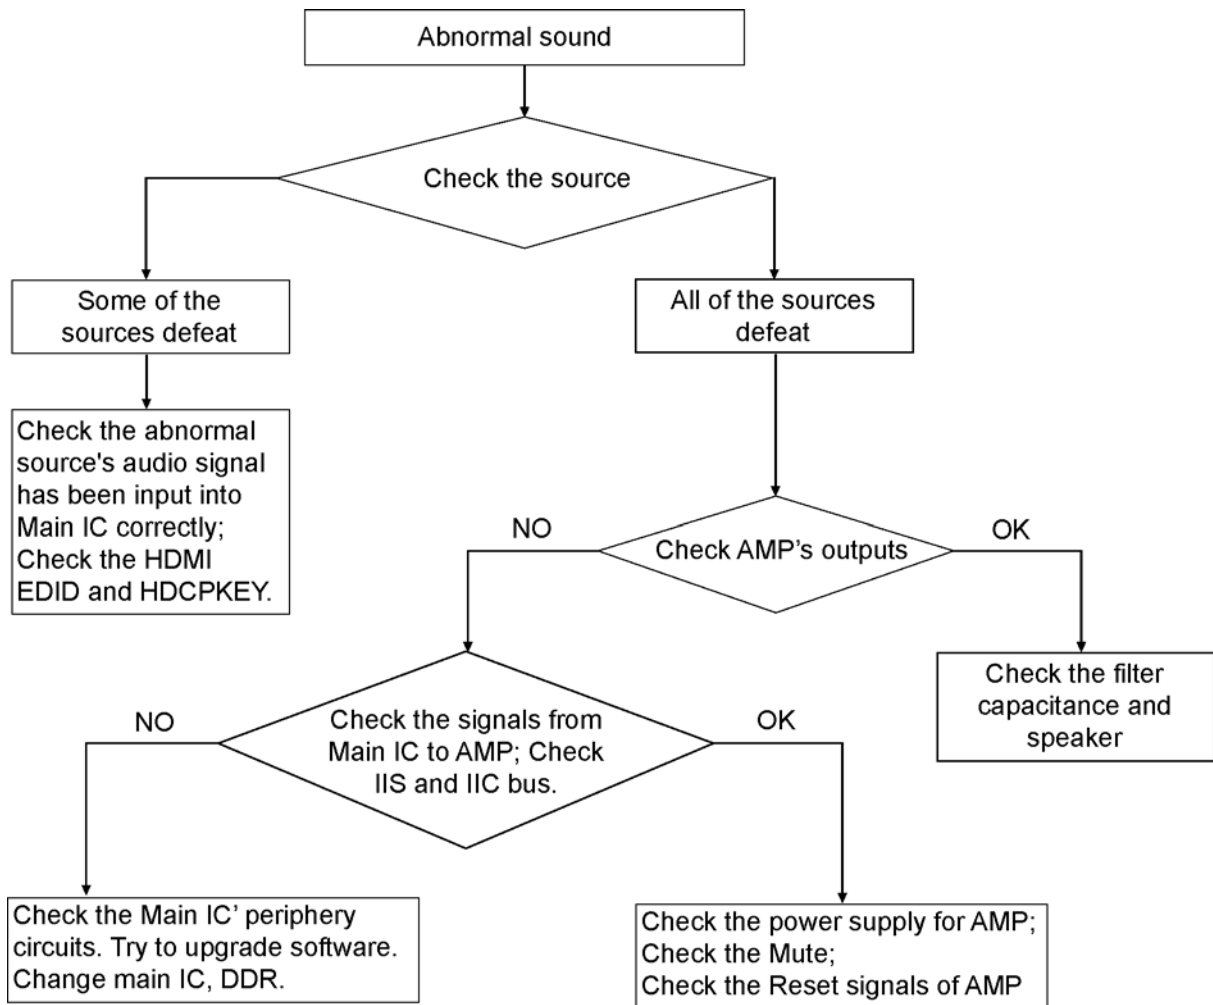 Abnormal sound
Check the source
Some of the
sources defeat
All of the sources
defeat
Check the abnormal
source's audio signal
has been input into
Main IC correctly;
Check the HDMI
EDID and HDCPKEY.
NO
Check AMP’s outputs
OK
Check the filter
capacitance and
speaker
NO
Check the signals from
Main IC to AMP; Check
IIS and IIC bus.
OK
Check the Main IC’ periphery
circuits. Try to upgrade software.
Change main IC, DDR.
Check the power supply for AMP;
Check the Mute;
Check the Reset signals of AMP